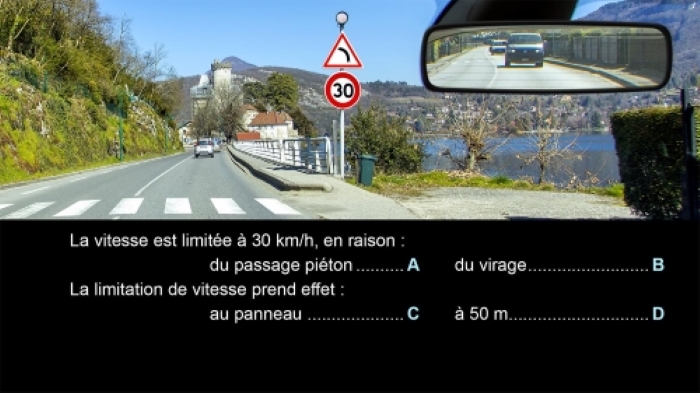 30
La vitesse est limitée à 30 km/h, en raison :
du passage piéton .......... A du virage ............................ B
La limitation de vitesse prend effet :
au panneau .................... C à 50 m ................................ D